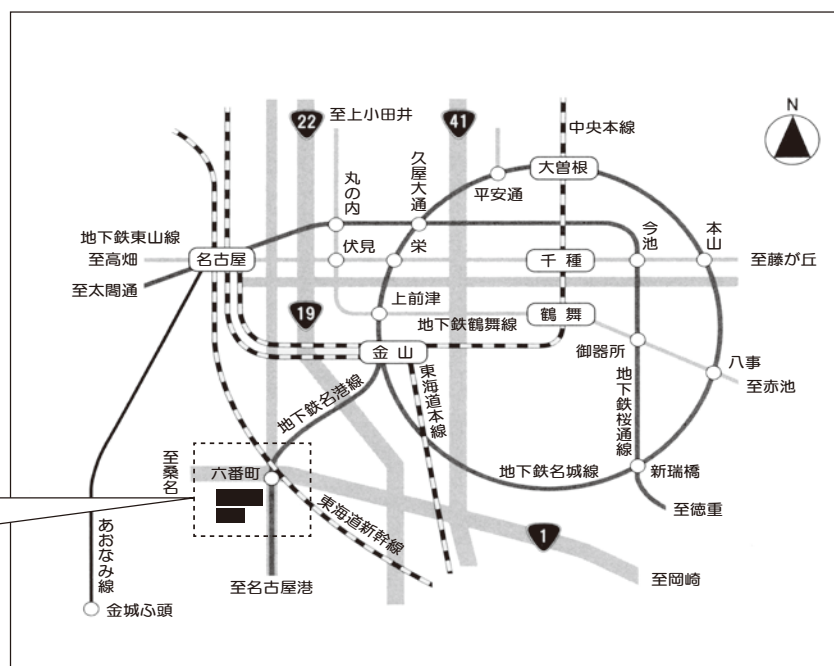 N
22
至上小田井
41
中央本線
久屋大通
丸の内
平安通
大曽根
地下鉄東山線
今池
本山
至高畑
名古屋
伏見
栄
千種
至藤が丘
至太閤通
上前津
19
地下鉄鶴舞線
鶴舞
金山
御器所
八事
至赤池
東海道本線
地下鉄名港線
地下鉄桜通線
至桑名
六番町
地下鉄名城線
新瑞橋
至徳重
あおなみ線
東海道新幹線
1
至名古屋港
至岡崎
金城ふ頭